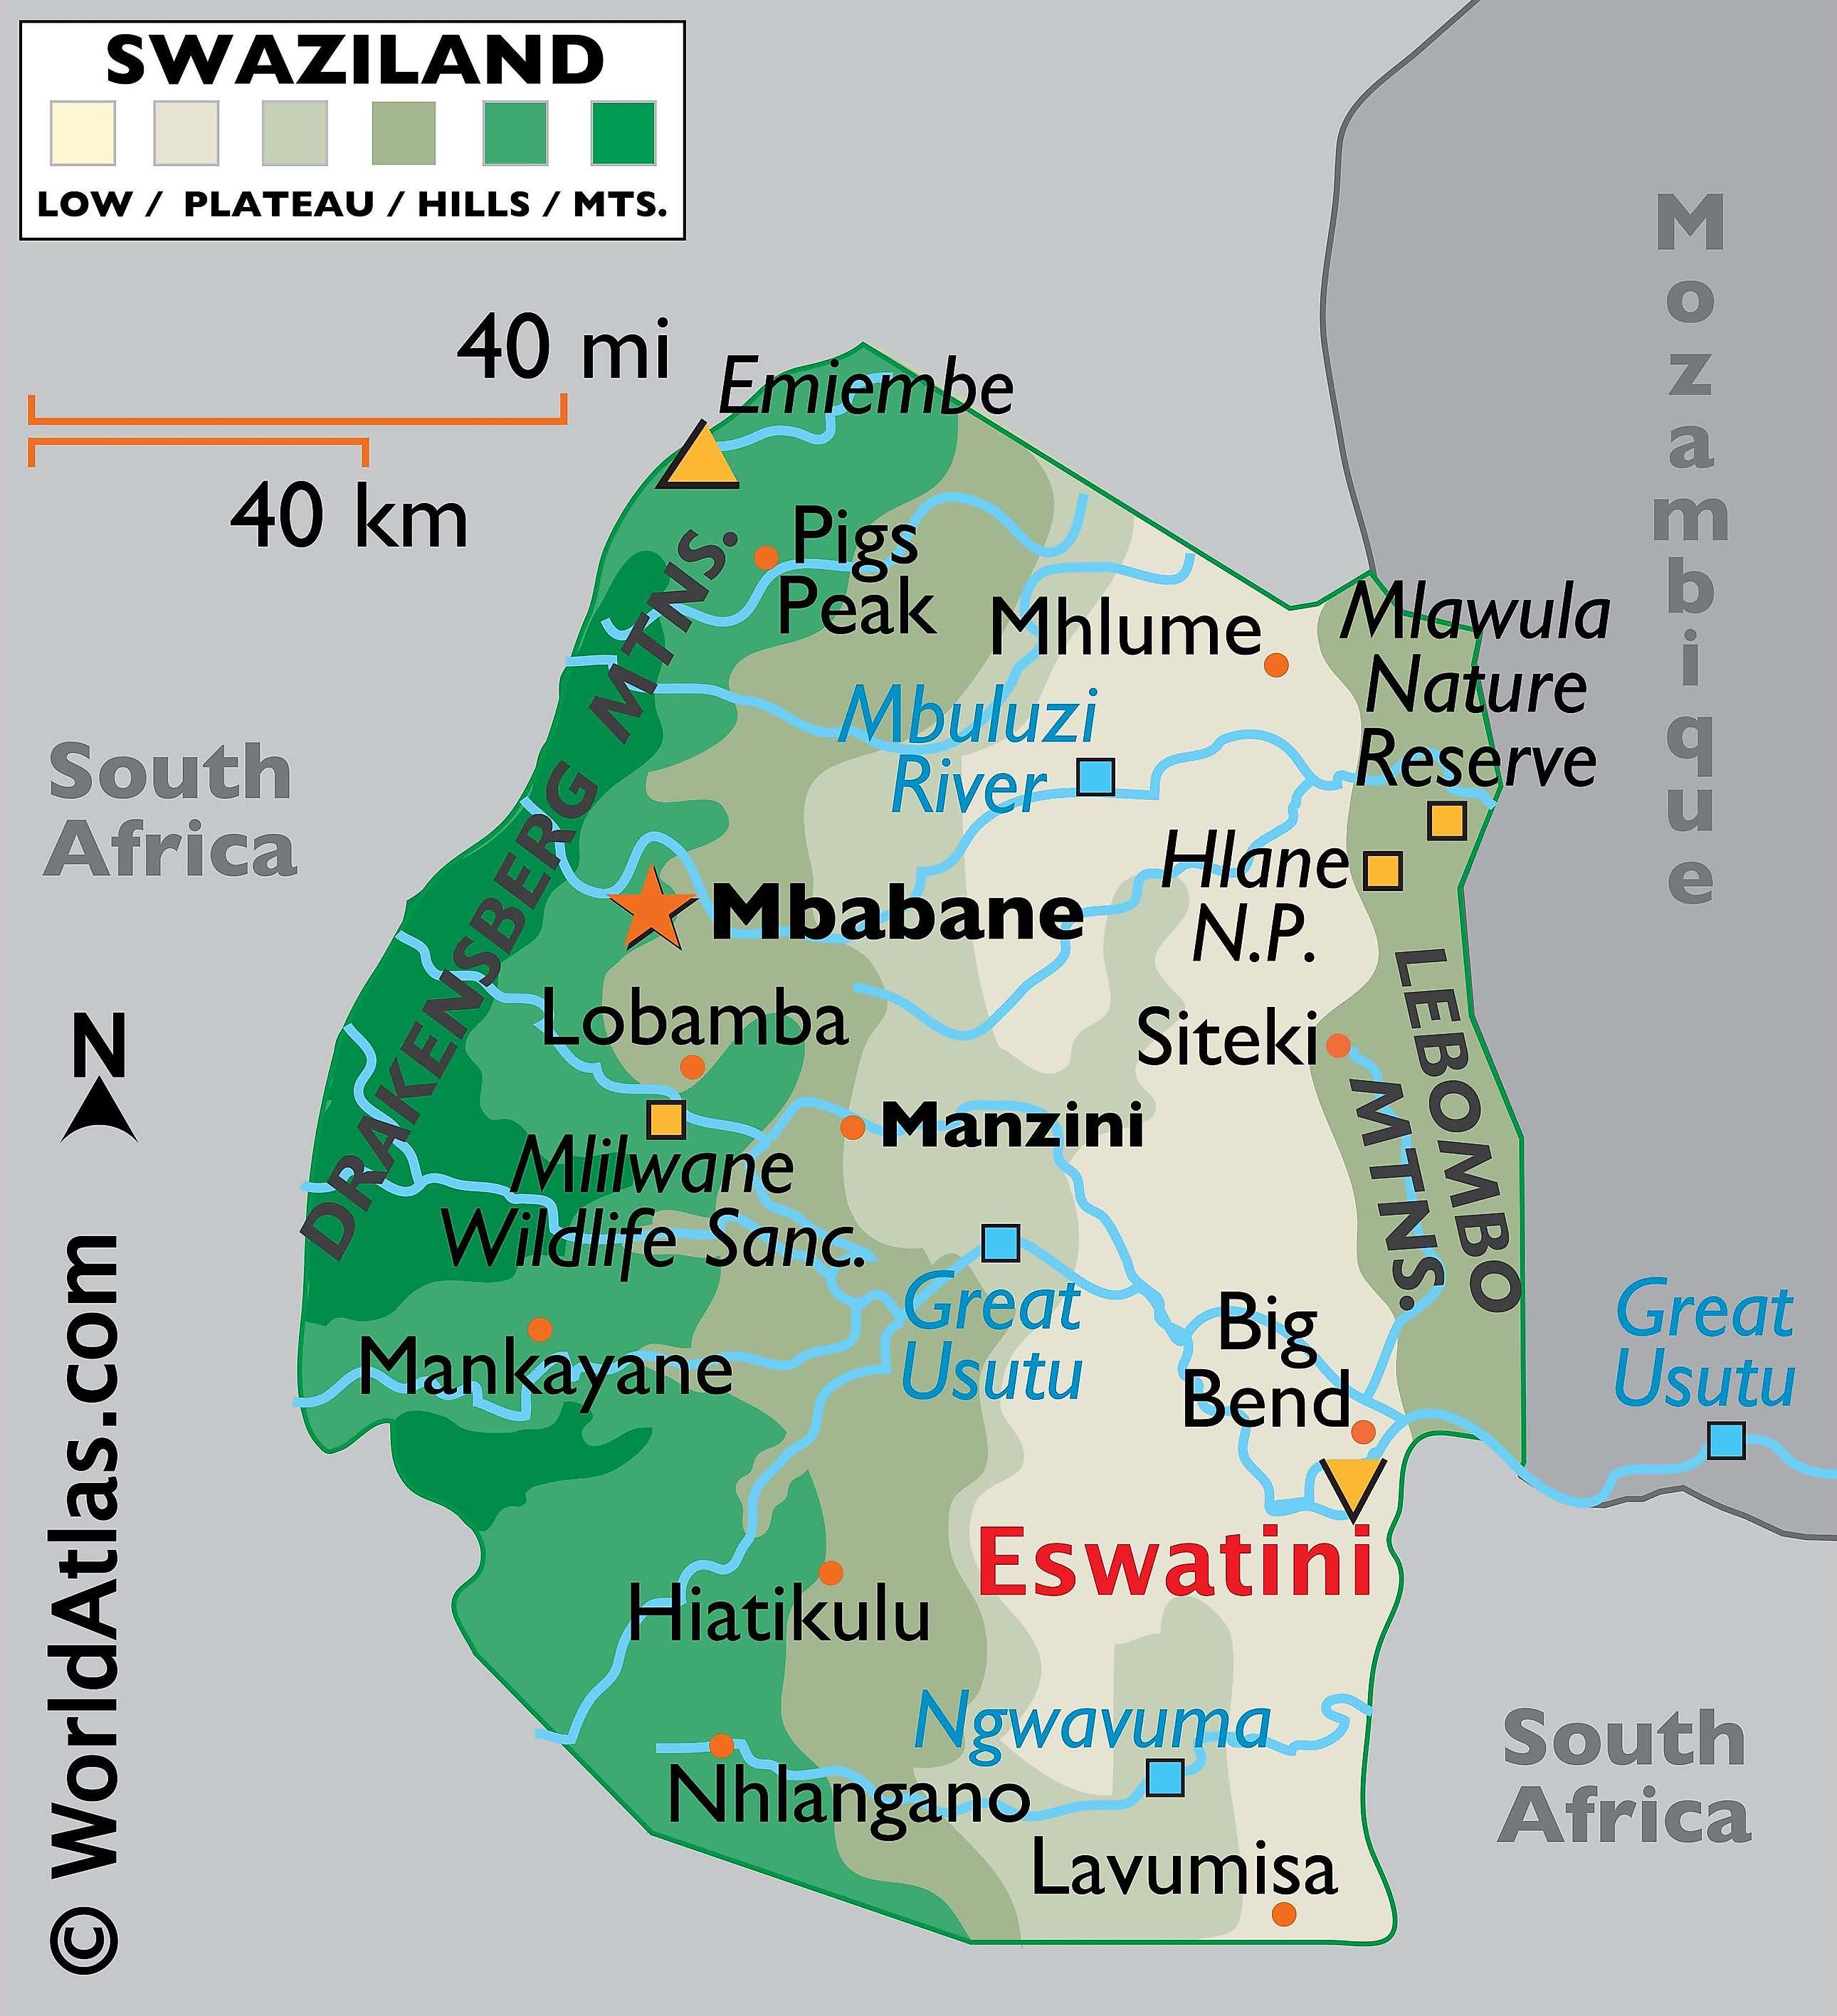 SWAZILAND
LOW / PLATEAU / HILLS / MTS.
40 mi
40 km
Emiembe
Pigs
Peak
Mhlume
Mlawula
Nature
Reserve
Mozambique
DRAKENSBERG MTNS.
Mbuluzi
River
South
Africa
Hlane
N.P.
Mbabane
LEBOMBO
MTNS.
Lobamba
Siteki
N
Manzini
Mlilwane
Wildlife Sanc.
Great
Usutu
Big
Bend
Great
Usutu
Mankayane
Eswatini
Hiatikulu
Ngwavuma
South
Africa
Nhlangano
Lavumisa
© WorldAtlas.com